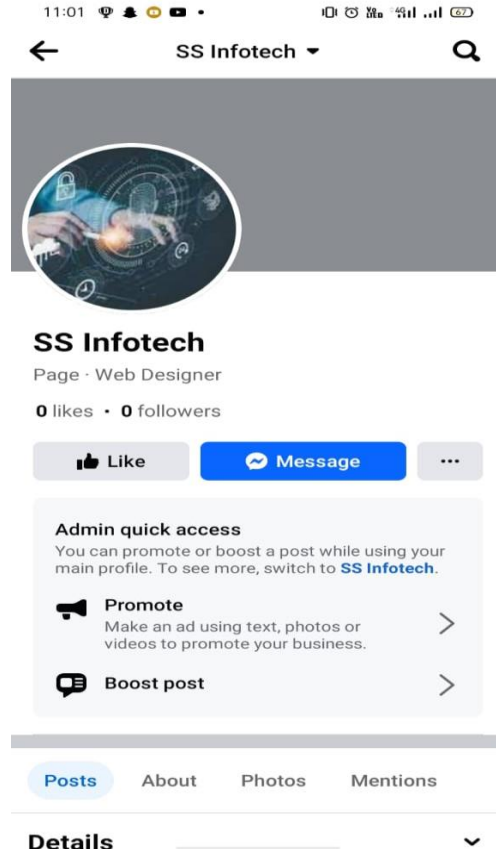 11:01
SS Infotech
SS Infotech
Page · Web Designer
0 likes • 0 followers
Like Message ...
Admin quick access
You can promote or boost a post while using your
main profile. To see more, switch to SS Infotech.
Promote
Make an ad using text, photos or
videos to promote your business.
Boost post
Posts About Photos Mentions
Details